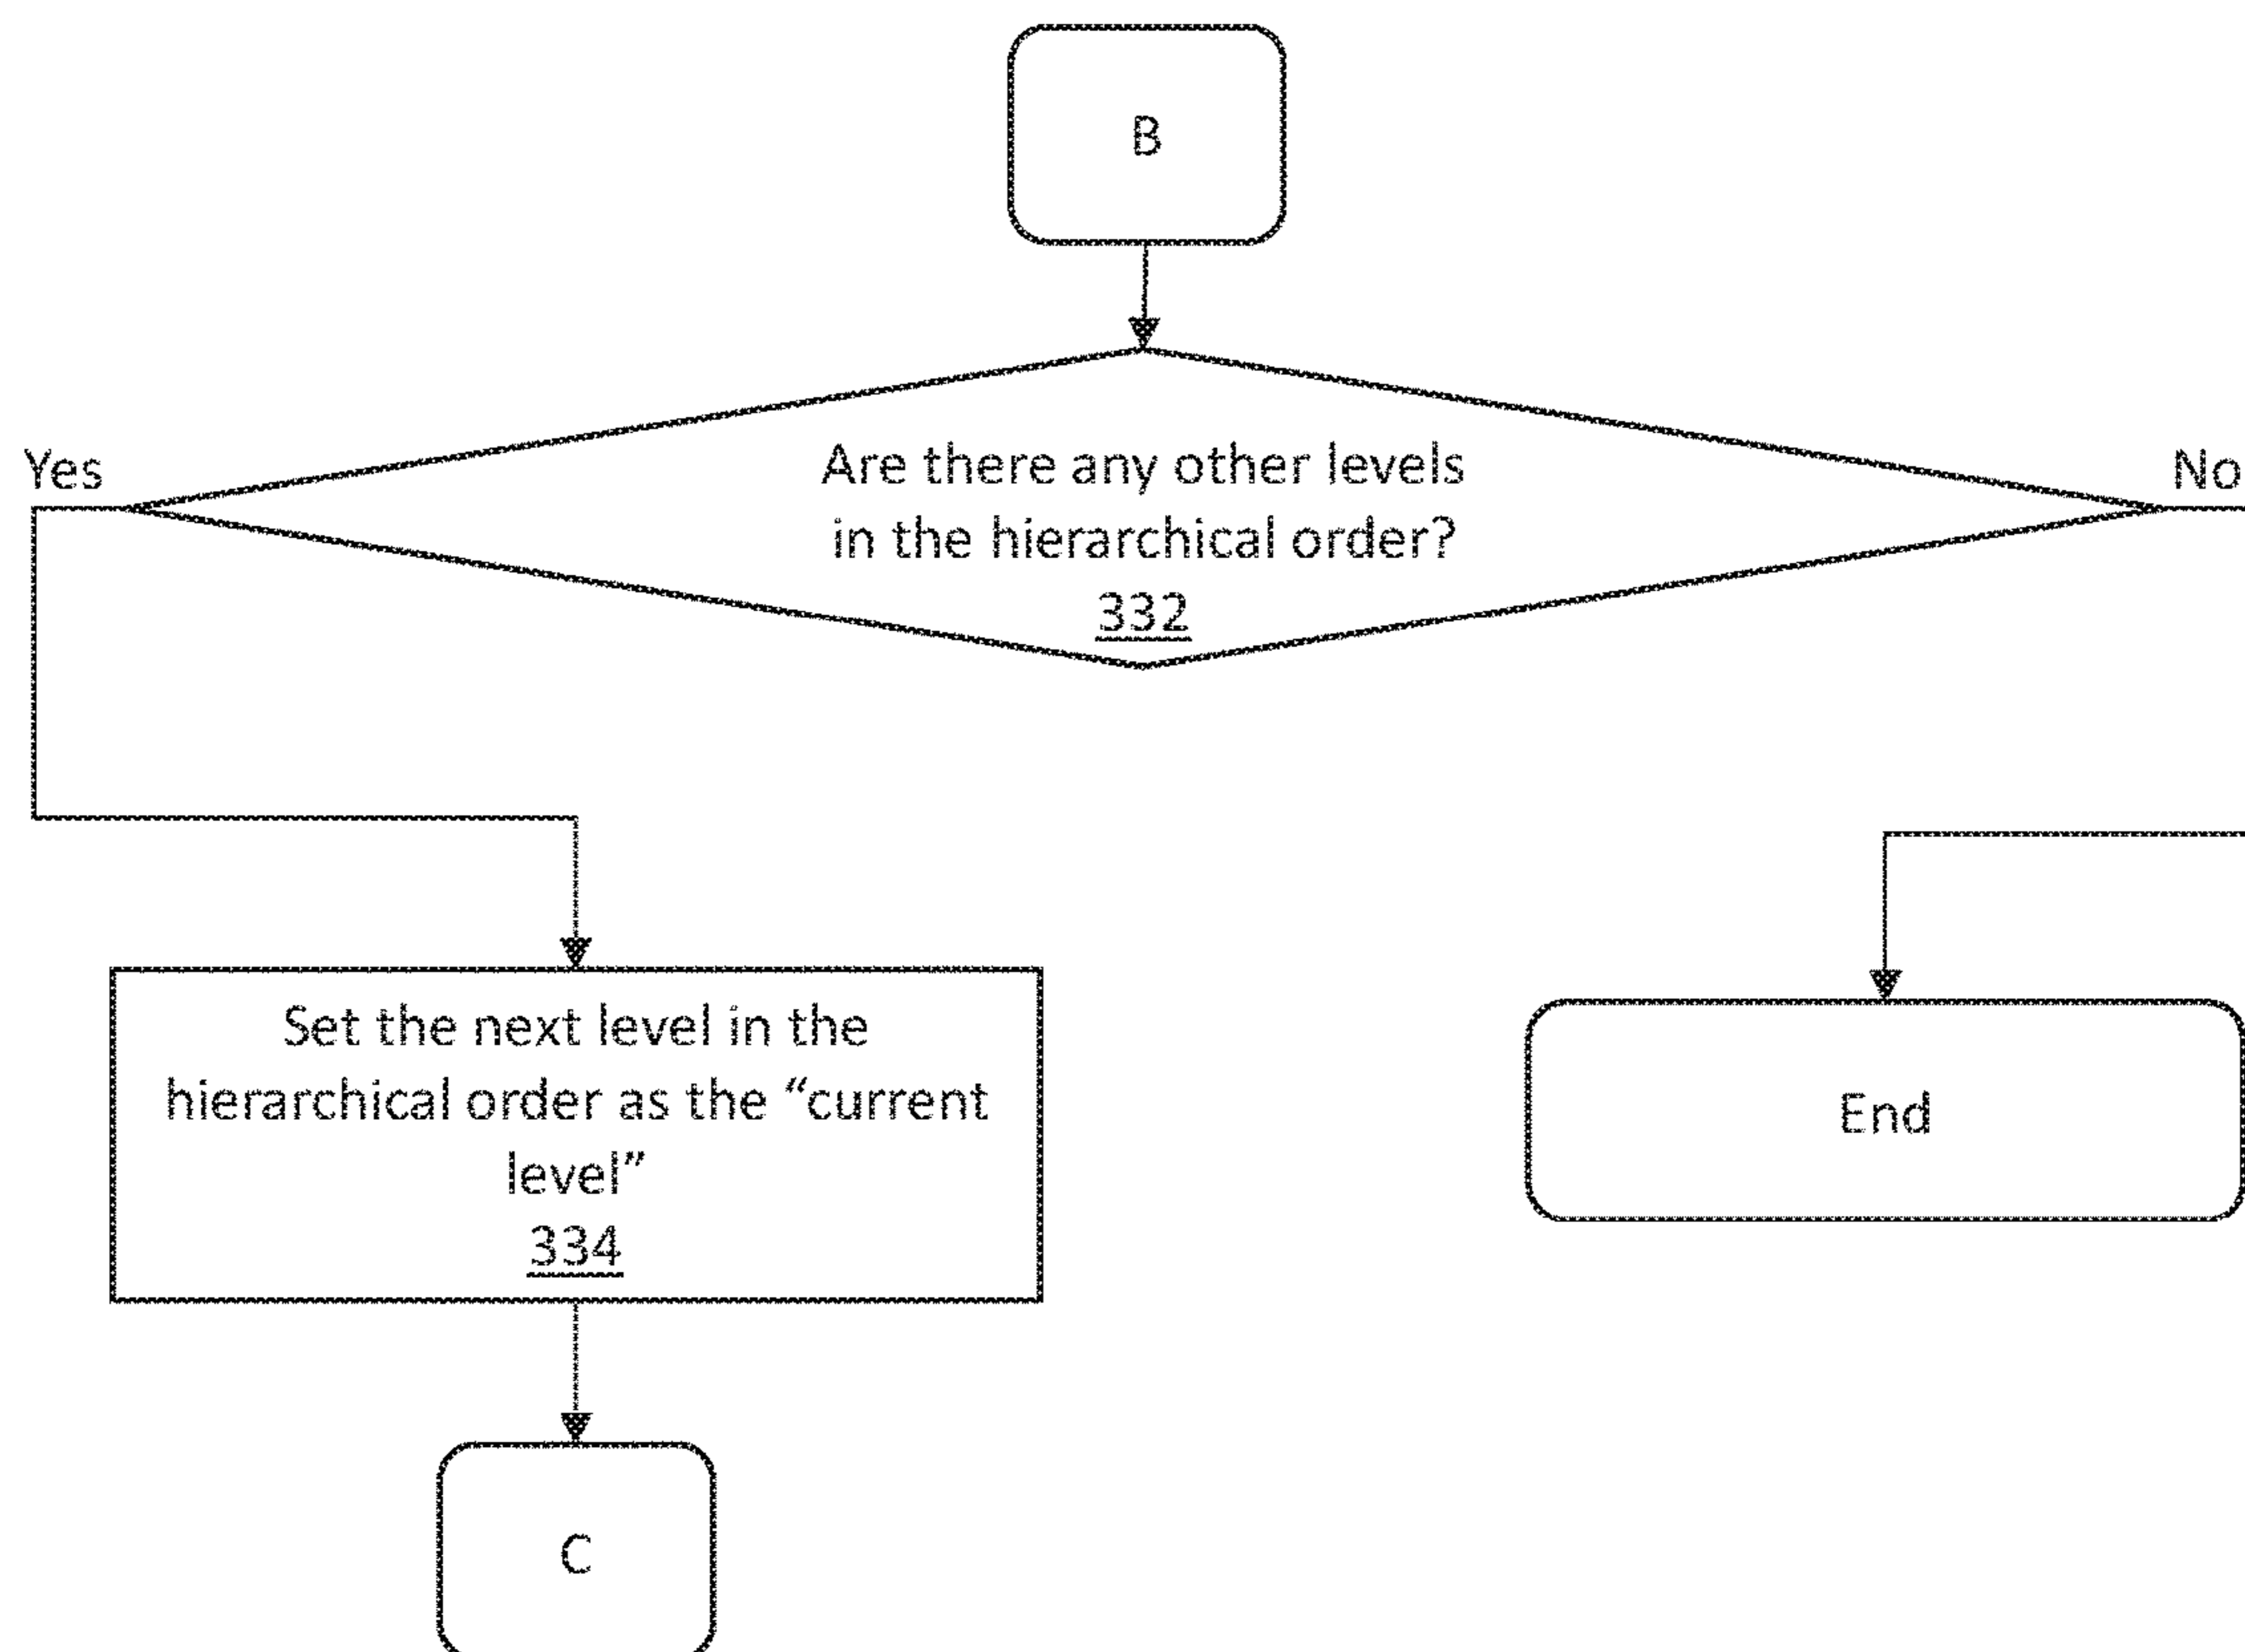 B
Yes
Are there any other levels
in the hierarchical order?
332
No
Set the next level in the
hierarchical order as the “current
level”
334
End
C